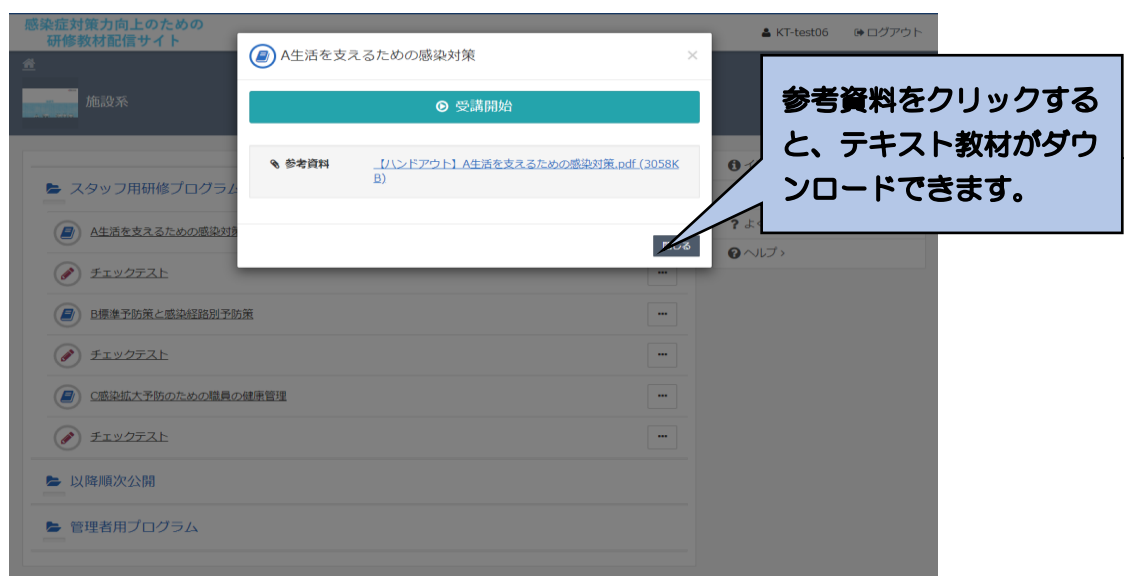 感染症対策力向上のための
研修教材配信サイト
KT-test06 ログアウト
施設系
A生活を支えるための感染対策
×
受講開始
参考資料 【ハンドアウト】A生活を支えるための感染対策.pdf (3058K
B)
閉じる
参考資料をクリックする
と、テキスト教材がダウ
ンロードできます。
スタッフ用研修プログラム
A生活を支えるための感染対策
チェックテスト
B標準予防策と感染経路別予防策
チェックテスト
C感染拡大予防のための職員の健康管理
チェックテスト
以降順次公開
管理者用プログラム
? よく
ヘルプ ›